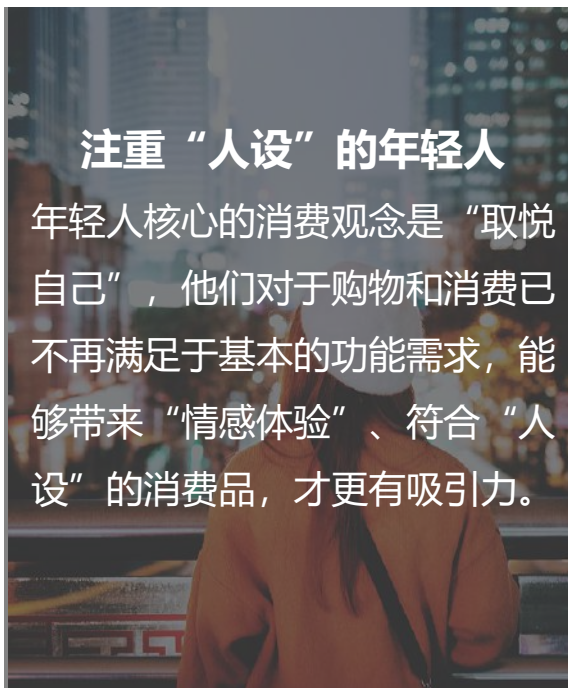 注重“人设”的年轻人
年轻人核心的消费观念是“取悦
自己”，他们对于购物和消费已
不再满足于基本的功能需求，能
够带来“情感体验”、符合“人
设”的消费品，才更有吸引力。